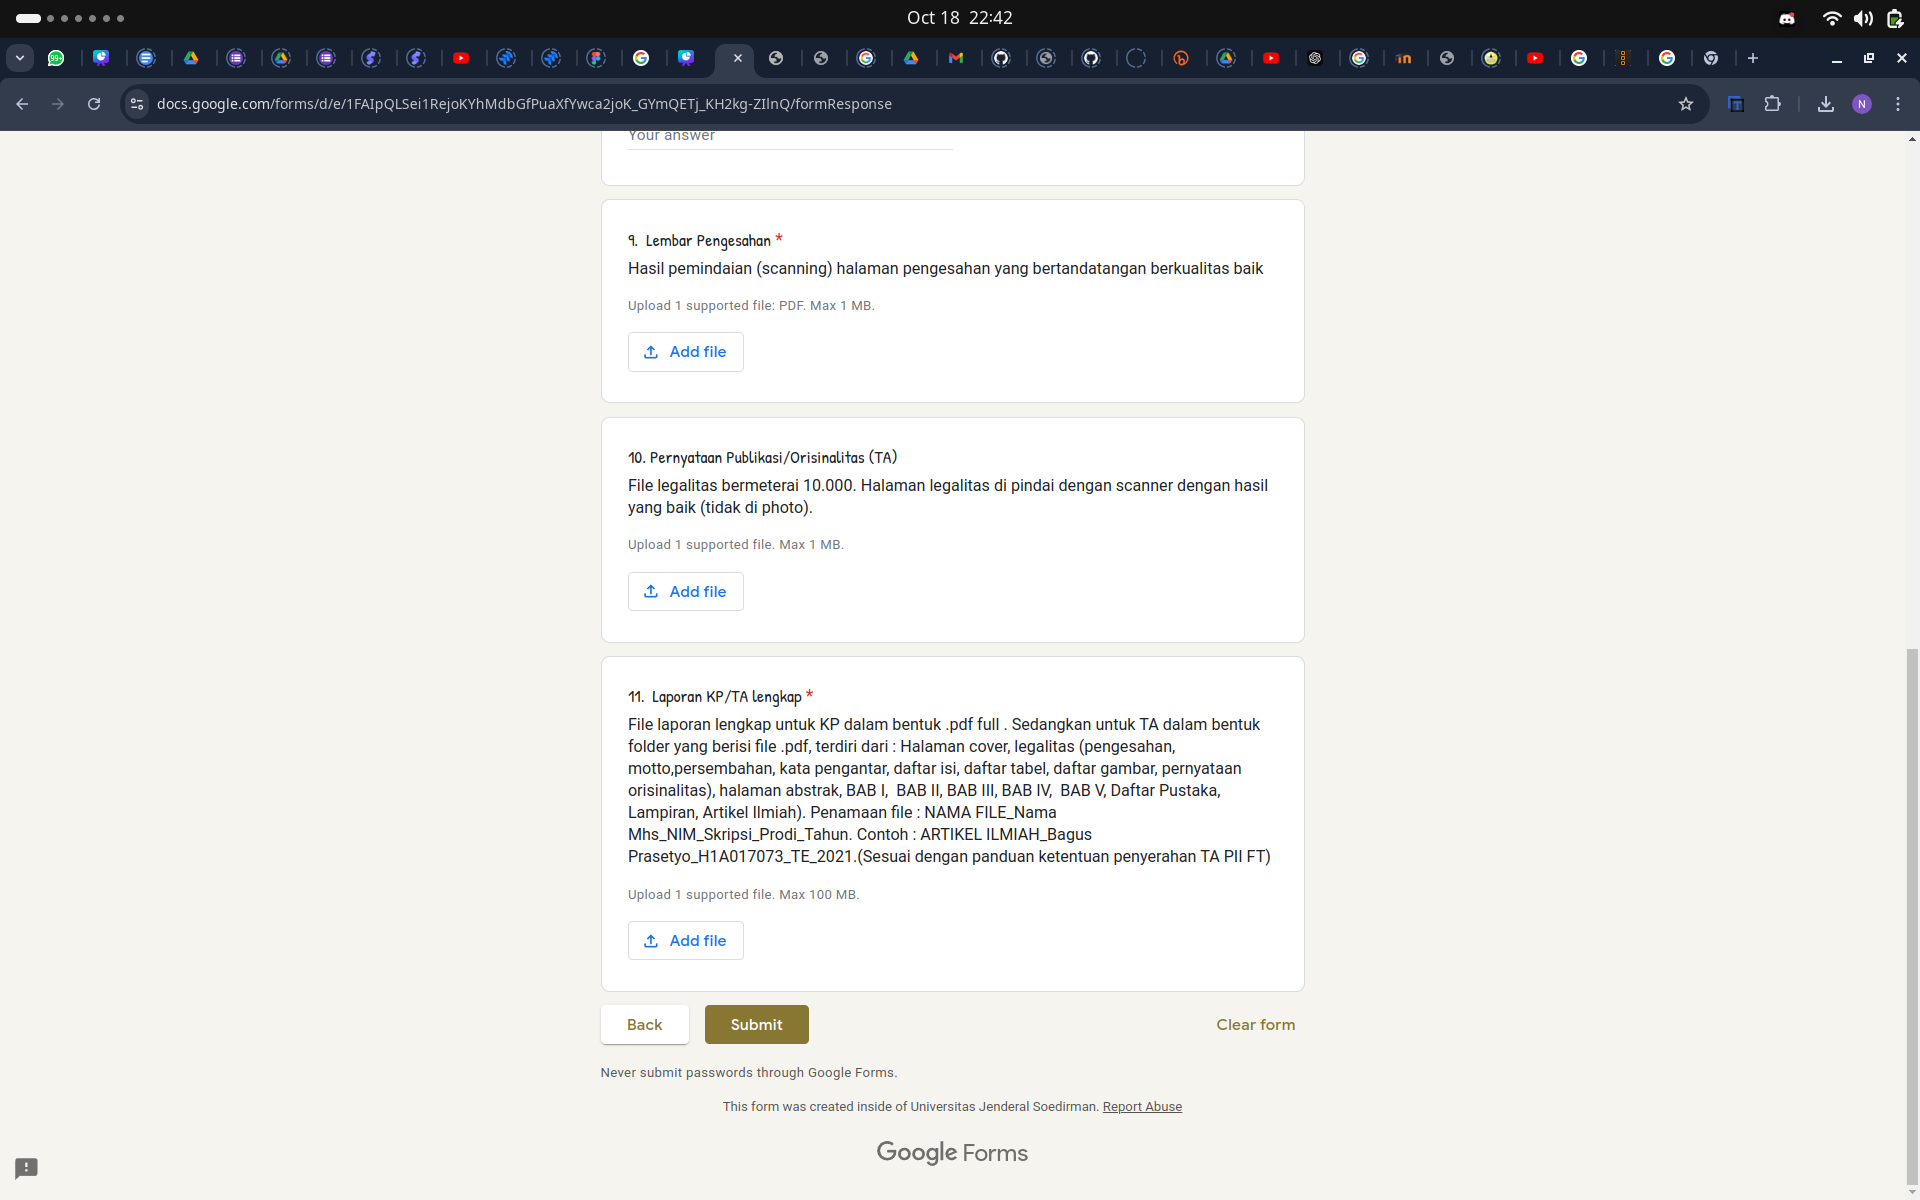 Oct 18 22:42
99+
docs.google.com/forms/d/e/1FAIpQLSei1RejoKYhMdbGfPuaXfYwca2joK_GYmQETj_KH2kg-ZIlnQ/formResponse
N
Your answer
9. Lembar Pengesahan *
Hasil pemindaian (scanning) halaman pengesahan yang bertandatangan berkualitas baik
Upload 1 supported file: PDF. Max 1 MB.
Add file
10. Pernyataan Publikasi/Orisinalitas (TA)
File legalitas bermeterai 10.000. Halaman legalitas di pindai dengan scanner dengan hasil
yang baik (tidak di photo).
Upload 1 supported file. Max 1 MB.
Add file
11. Laporan KP/TA lengkap *
File laporan lengkap untuk KP dalam bentuk .pdf full . Sedangkan untuk TA dalam bentuk
folder yang berisi file .pdf, terdiri dari : Halaman cover, legalitas (pengesahan,
motto,persembahan, kata pengantar, daftar isi, daftar tabel, daftar gambar, pernyataan
orisinalitas), halaman abstrak, BAB I,  BAB II, BAB III, BAB IV,  BAB V, Daftar Pustaka,
Lampiran, Artikel Ilmiah). Penamaan file : NAMA FILE_Nama
Mhs_NIM_Skripsi_Prodi_Tahun. Contoh : ARTIKEL ILMIAH_Bagus
Prasetyo_H1A017073_TE_2021.(Sesuai dengan panduan ketentuan penyerahan TA PII FT)
Upload 1 supported file. Max 100 MB.
Add file
Back
Submit
Clear form
Never submit passwords through Google Forms.
This form was created inside of Universitas Jenderal Soedirman. Report Abuse
Google Forms